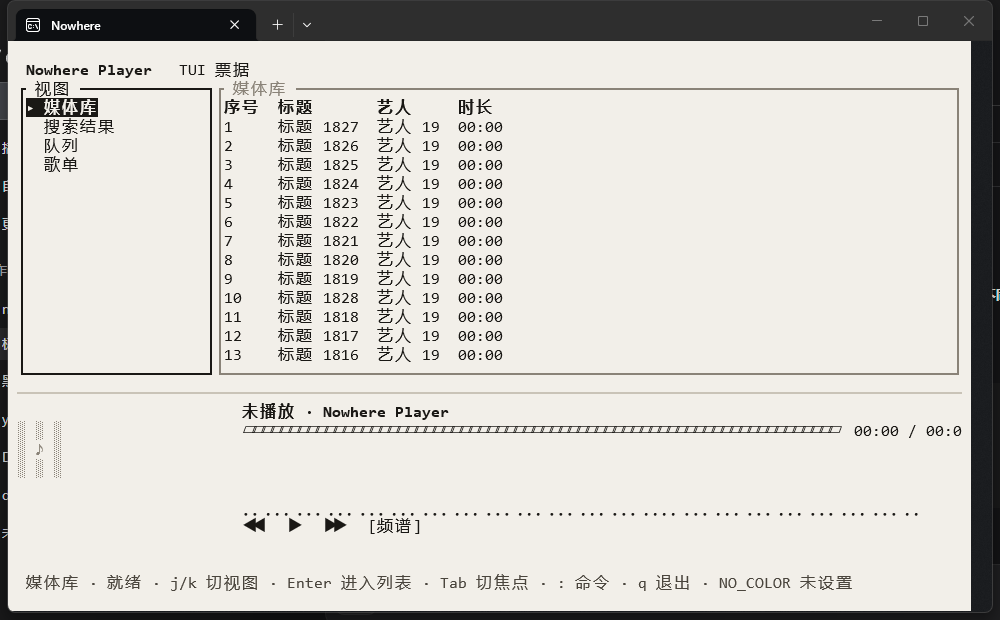 Nowhere
Nowhere Player TUI 票据
视图
▸ 媒体库
搜索结果
队列
歌单
媒体库
序号 标题 艺人 时长
1 标题 1827 艺人 19 00:00
2 标题 1826 艺人 19 00:00
3 标题 1825 艺人 19 00:00
4 标题 1824 艺人 19 00:00
5 标题 1823 艺人 19 00:00
6 标题 1822 艺人 19 00:00
7 标题 1821 艺人 19 00:00
8 标题 1820 艺人 19 00:00
9 标题 1819 艺人 19 00:00
10 标题 1828 艺人 19 00:00
11 标题 1818 艺人 19 00:00
12 标题 1817 艺人 19 00:00
13 标题 1816 艺人 19 00:00
未播放 · Nowhere Player
00:00 / 00:0
[频谱]
媒体库 · 就绪 · j/k 切视图 · Enter 进入列表 · Tab 切焦点 · : 命令 · q 退出 · NO_COLOR 未设置